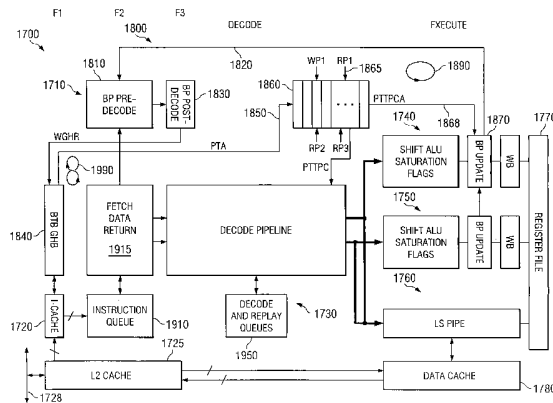 F1 F2 F3 DECODE FXECUTE
1700
1800
1820
1890
1810
1710
BP PRE-
DECODE
BP POST-
DECODE
1830
1860
1850
WP1
RP1
1865
...
RP2
RP3
PTTPCA
1868
1870
1770
WGHR
PTA
PTTPC
1990
1740
SHIFT ALU
SATURATION
FLAGS
BP UPDATE
WB
1750
SHIFT ALU
SATURATION
FLAGS
BP UPDATE
WB
REGISTER FILE
1840
BTB GHB
FETCH
DATA
RETURN
1915
DECODE PIPELINE
1760
LS PIPE
1720
I-CACHE
INSTRUCTION
QUEUE
1910
DECODE
AND REPLAY
QUEUES
1950
1730
1725
L2 CACHE
1728
DATA CACHE
1780